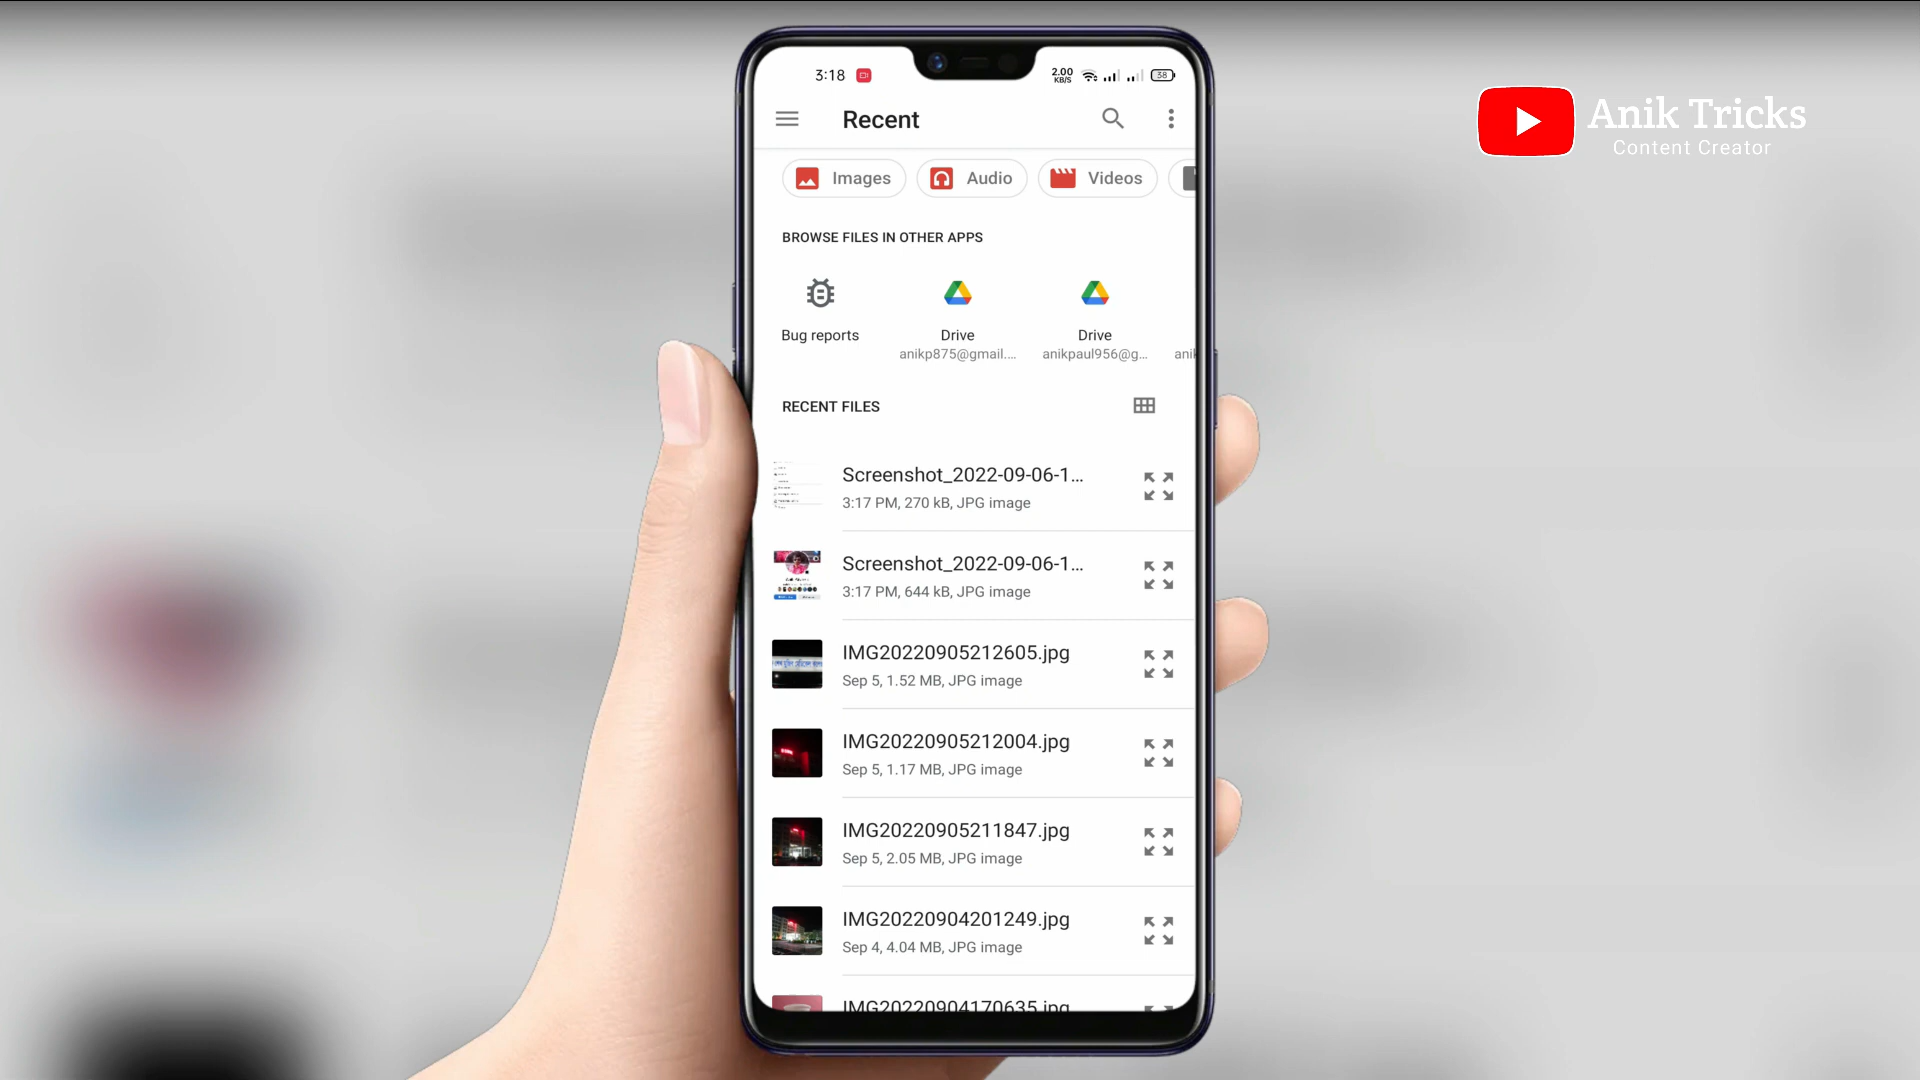 3:18
2.00
KB/S
38
Recent
Anik Tricks
Content Creator
Images
Audio
Videos
BROWSE FILES IN OTHER APPS
Bug reports
Drive
anikp875@gmail....
Drive
anikpaul956@g...
anik
RECENT FILES
Screenshot_2022-09-06-1...
3:17 PM, 270 kB, JPG image
Screenshot_2022-09-06-1...
3:17 PM, 644 kB, JPG image
IMG20220905212605.jpg
Sep 5, 1.52 MB, JPG image
IMG20220905212004.jpg
Sep 5, 1.17 MB, JPG image
IMG20220905211847.jpg
Sep 5, 2.05 MB, JPG image
IMG20220904201249.jpg
Sep 4, 4.04 MB, JPG image
IMG20220904170635.jpg